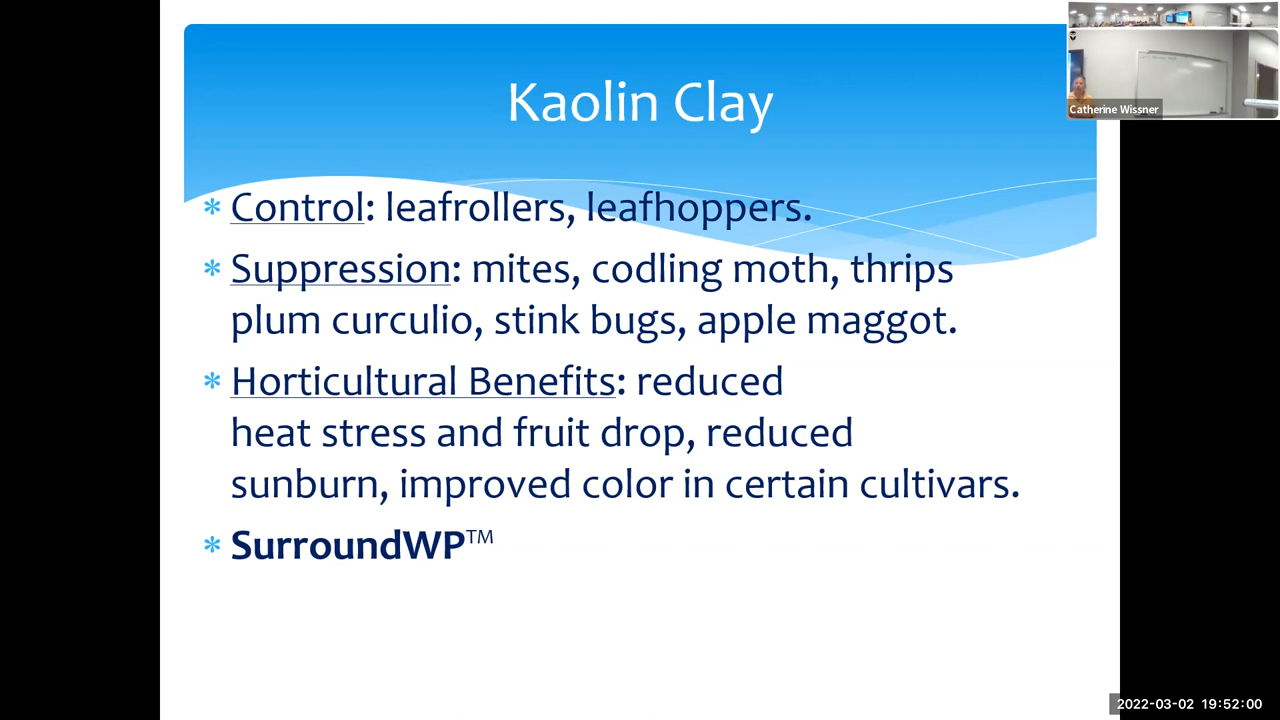 Kaolin Clay
Catherine Wissner
* Control: leafrollers, leafhoppers.
* Suppression: mites, codling moth, thrips
plum curculio, stink bugs, apple maggot.
* Horticultural Benefits: reduced
heat stress and fruit drop, reduced
sunburn, improved color in certain cultivars.
* SurroundWP™
2022-03-02 19:52:00